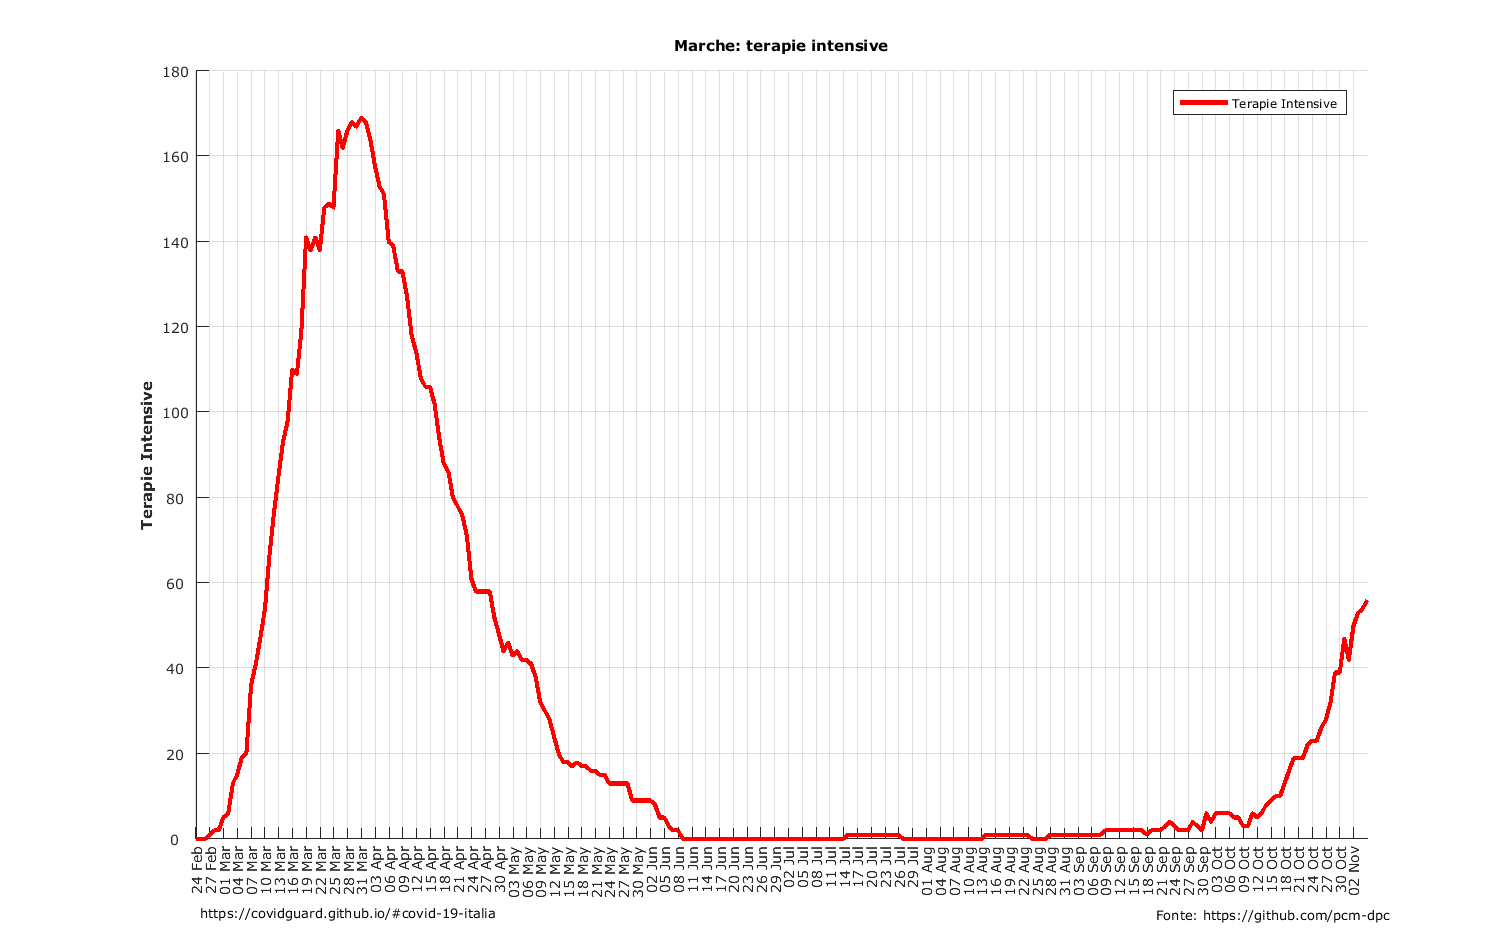 Marche: terapie intensive
Terapie Intensive
Terapie Intensive
180
160
140
120
100
80
60
40
20
0
24 Feb
27 Feb
01 Mar
04 Mar
07 Mar
10 Mar
13 Mar
16 Mar
19 Mar
22 Mar
25 Mar
28 Mar
31 Mar
03 Apr
06 Apr
09 Apr
12 Apr
15 Apr
18 Apr
21 Apr
24 Apr
27 Apr
30 Apr
03 May
06 May
09 May
12 May
15 May
18 May
21 May
24 May
27 May
30 May
02 Jun
05 Jun
08 Jun
11 Jun
14 Jun
17 Jun
20 Jun
23 Jun
26 Jun
29 Jun
02 Jul
05 Jul
08 Jul
11 Jul
14 Jul
17 Jul
20 Jul
23 Jul
26 Jul
29 Jul
01 Aug
04 Aug
07 Aug
10 Aug
13 Aug
16 Aug
19 Aug
22 Aug
25 Aug
28 Aug
31 Aug
03 Sep
06 Sep
09 Sep
12 Sep
15 Sep
18 Sep
21 Sep
24 Sep
27 Sep
30 Sep
03 Oct
06 Oct
09 Oct
12 Oct
15 Oct
18 Oct
21 Oct
24 Oct
27 Oct
30 Oct
02 Nov
https://covidguard.github.io/#covid-19-italia
Fonte: https://github.com/pcm-dpc